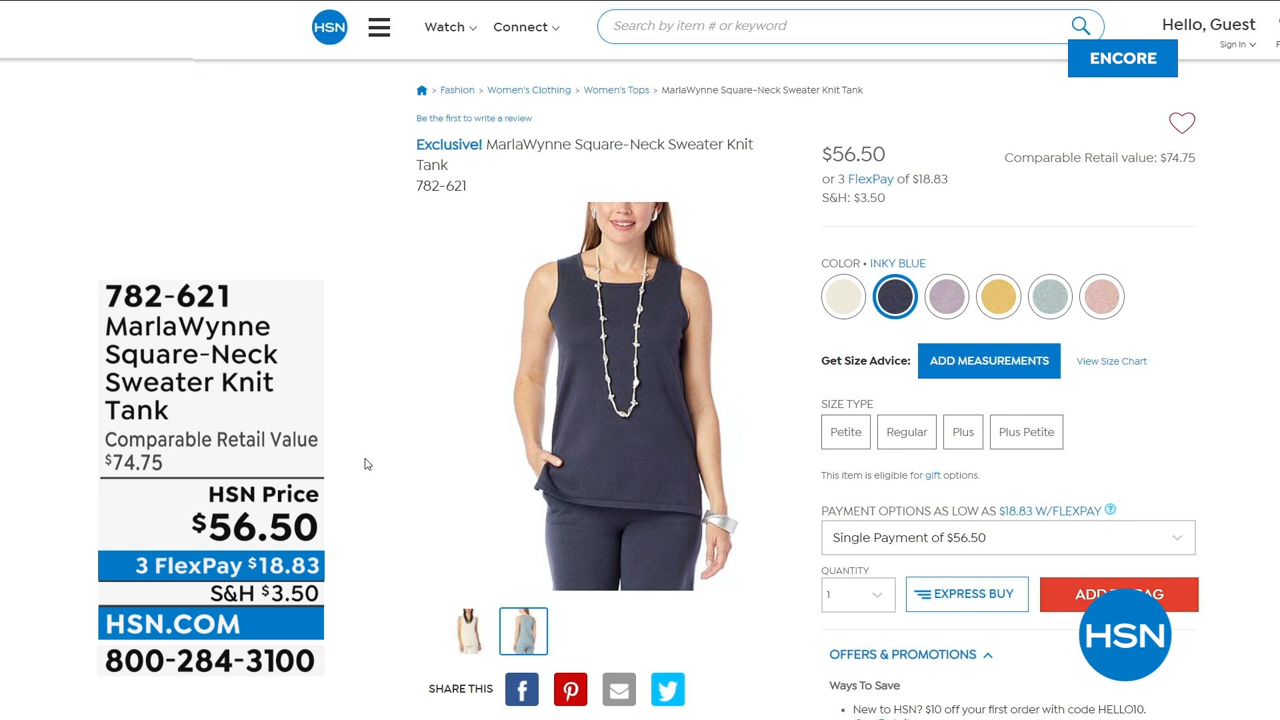 HSN
Watch
Connect
Search by item # or keyword
Hello, Guest
Sign In
ENCORE
> Fashion > Women's Clothing > Women's Tops > MarlaWynne Square-Neck Sweater Knit Tank
Be the first to write a review
Exclusive! MarlaWynne Square-Neck Sweater Knit
Tank
782-621
$56.50
Comparable Retail value: $74.75
or 3 FlexPay of $18.83
S&H: $3.50
COLOR • INKY BLUE
Get Size Advice: ADD MEASUREMENTS View Size Chart
SIZE TYPE
Petite Regular Plus Plus Petite
This item is eligible for gift options.
PAYMENT OPTIONS AS LOW AS $18.83 W/FLEXPAY ?
Single Payment of $56.50
QUANTITY
1
EXPRESS BUY
HSN
OFFERS & PROMOTIONS
Ways To Save
• New to HSN? $10 off your first order with code HELLO10.
SHARE THIS
782-621
MarlaWynne
Square-Neck
Sweater Knit
Tank
Comparable Retail Value
$74.75
HSN Price
$56.50
3 FlexPay $18.83
S&H $3.50
HSN.COM
800-284-3100